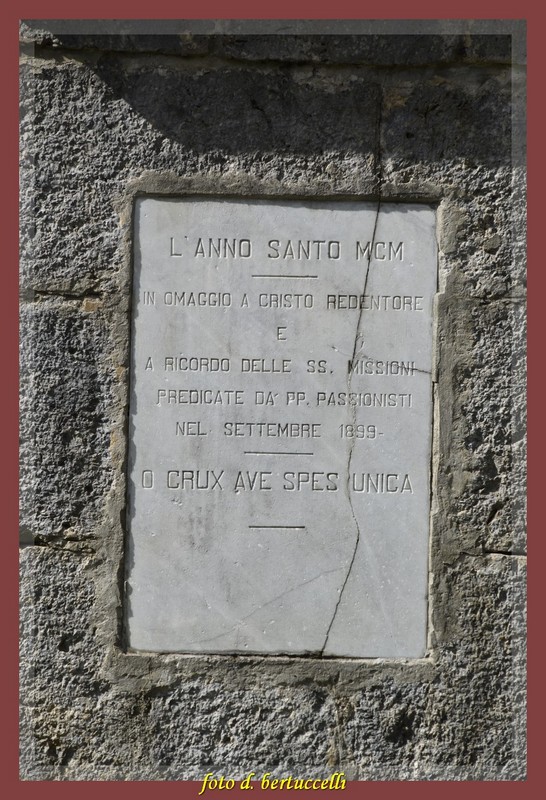 L'ANNO SANTO MCM
IN OMAGGIO A CRISTO REDENTORE
E
A RICORDO DELLE SS. MISSIONI
PREDICATE DA' PP. PASSIONISTI
NEL SETTEMBRE 1899-
O CRUX AVE SPES UNICA
foto d. bertuccelli